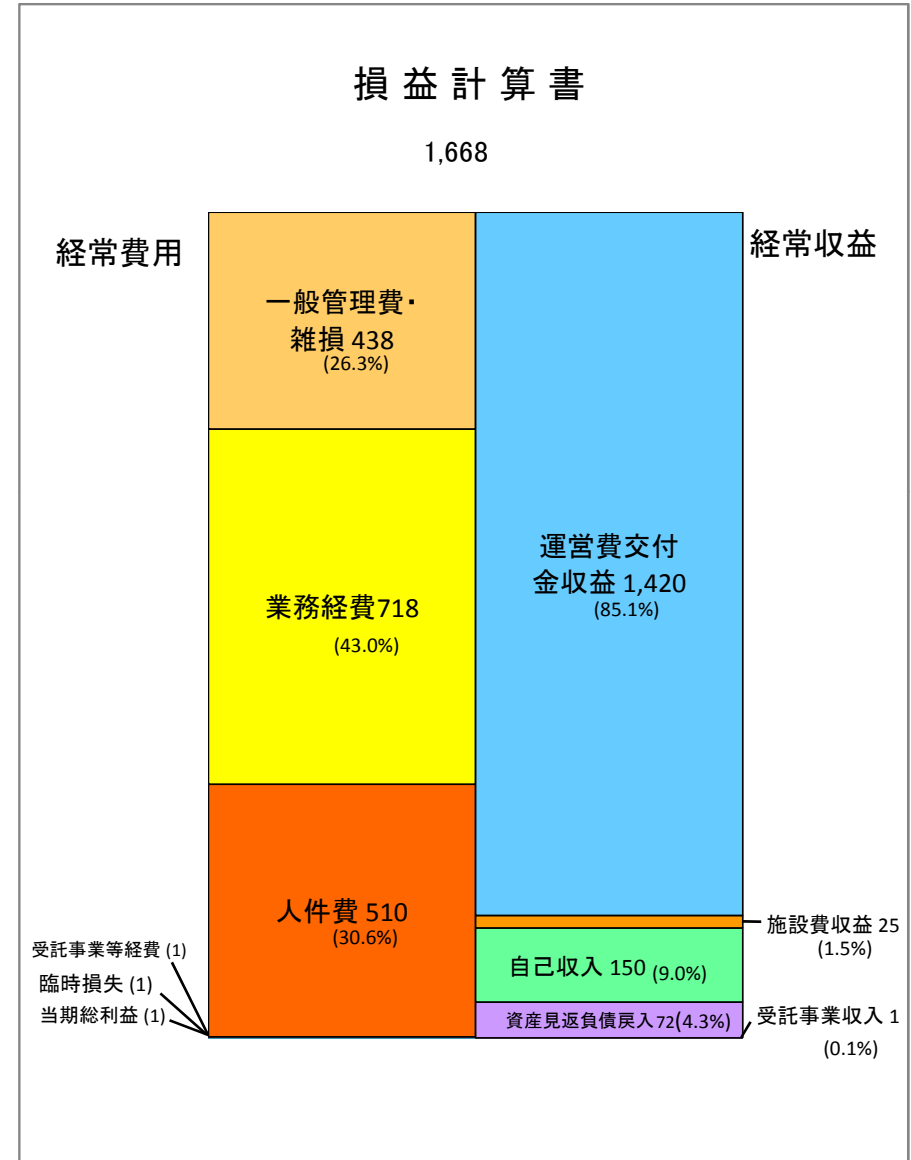 損益計算書
1,668
経常費用
経常収益
一般管理費・
雑損 438
(26.3%)
業務経費718
(43.0%)
人件費 510
(30.6%)
受託事業等経費 (1)
臨時損失 (1)
当期総利益 (1)
運営費交付
金収益 1,420
(85.1%)
施設費収益 25
(1.5%)
自己収入 150 (9.0%)
資産見返負債戻入 72(4.3%)
受託事業収入 1
(0.1%)